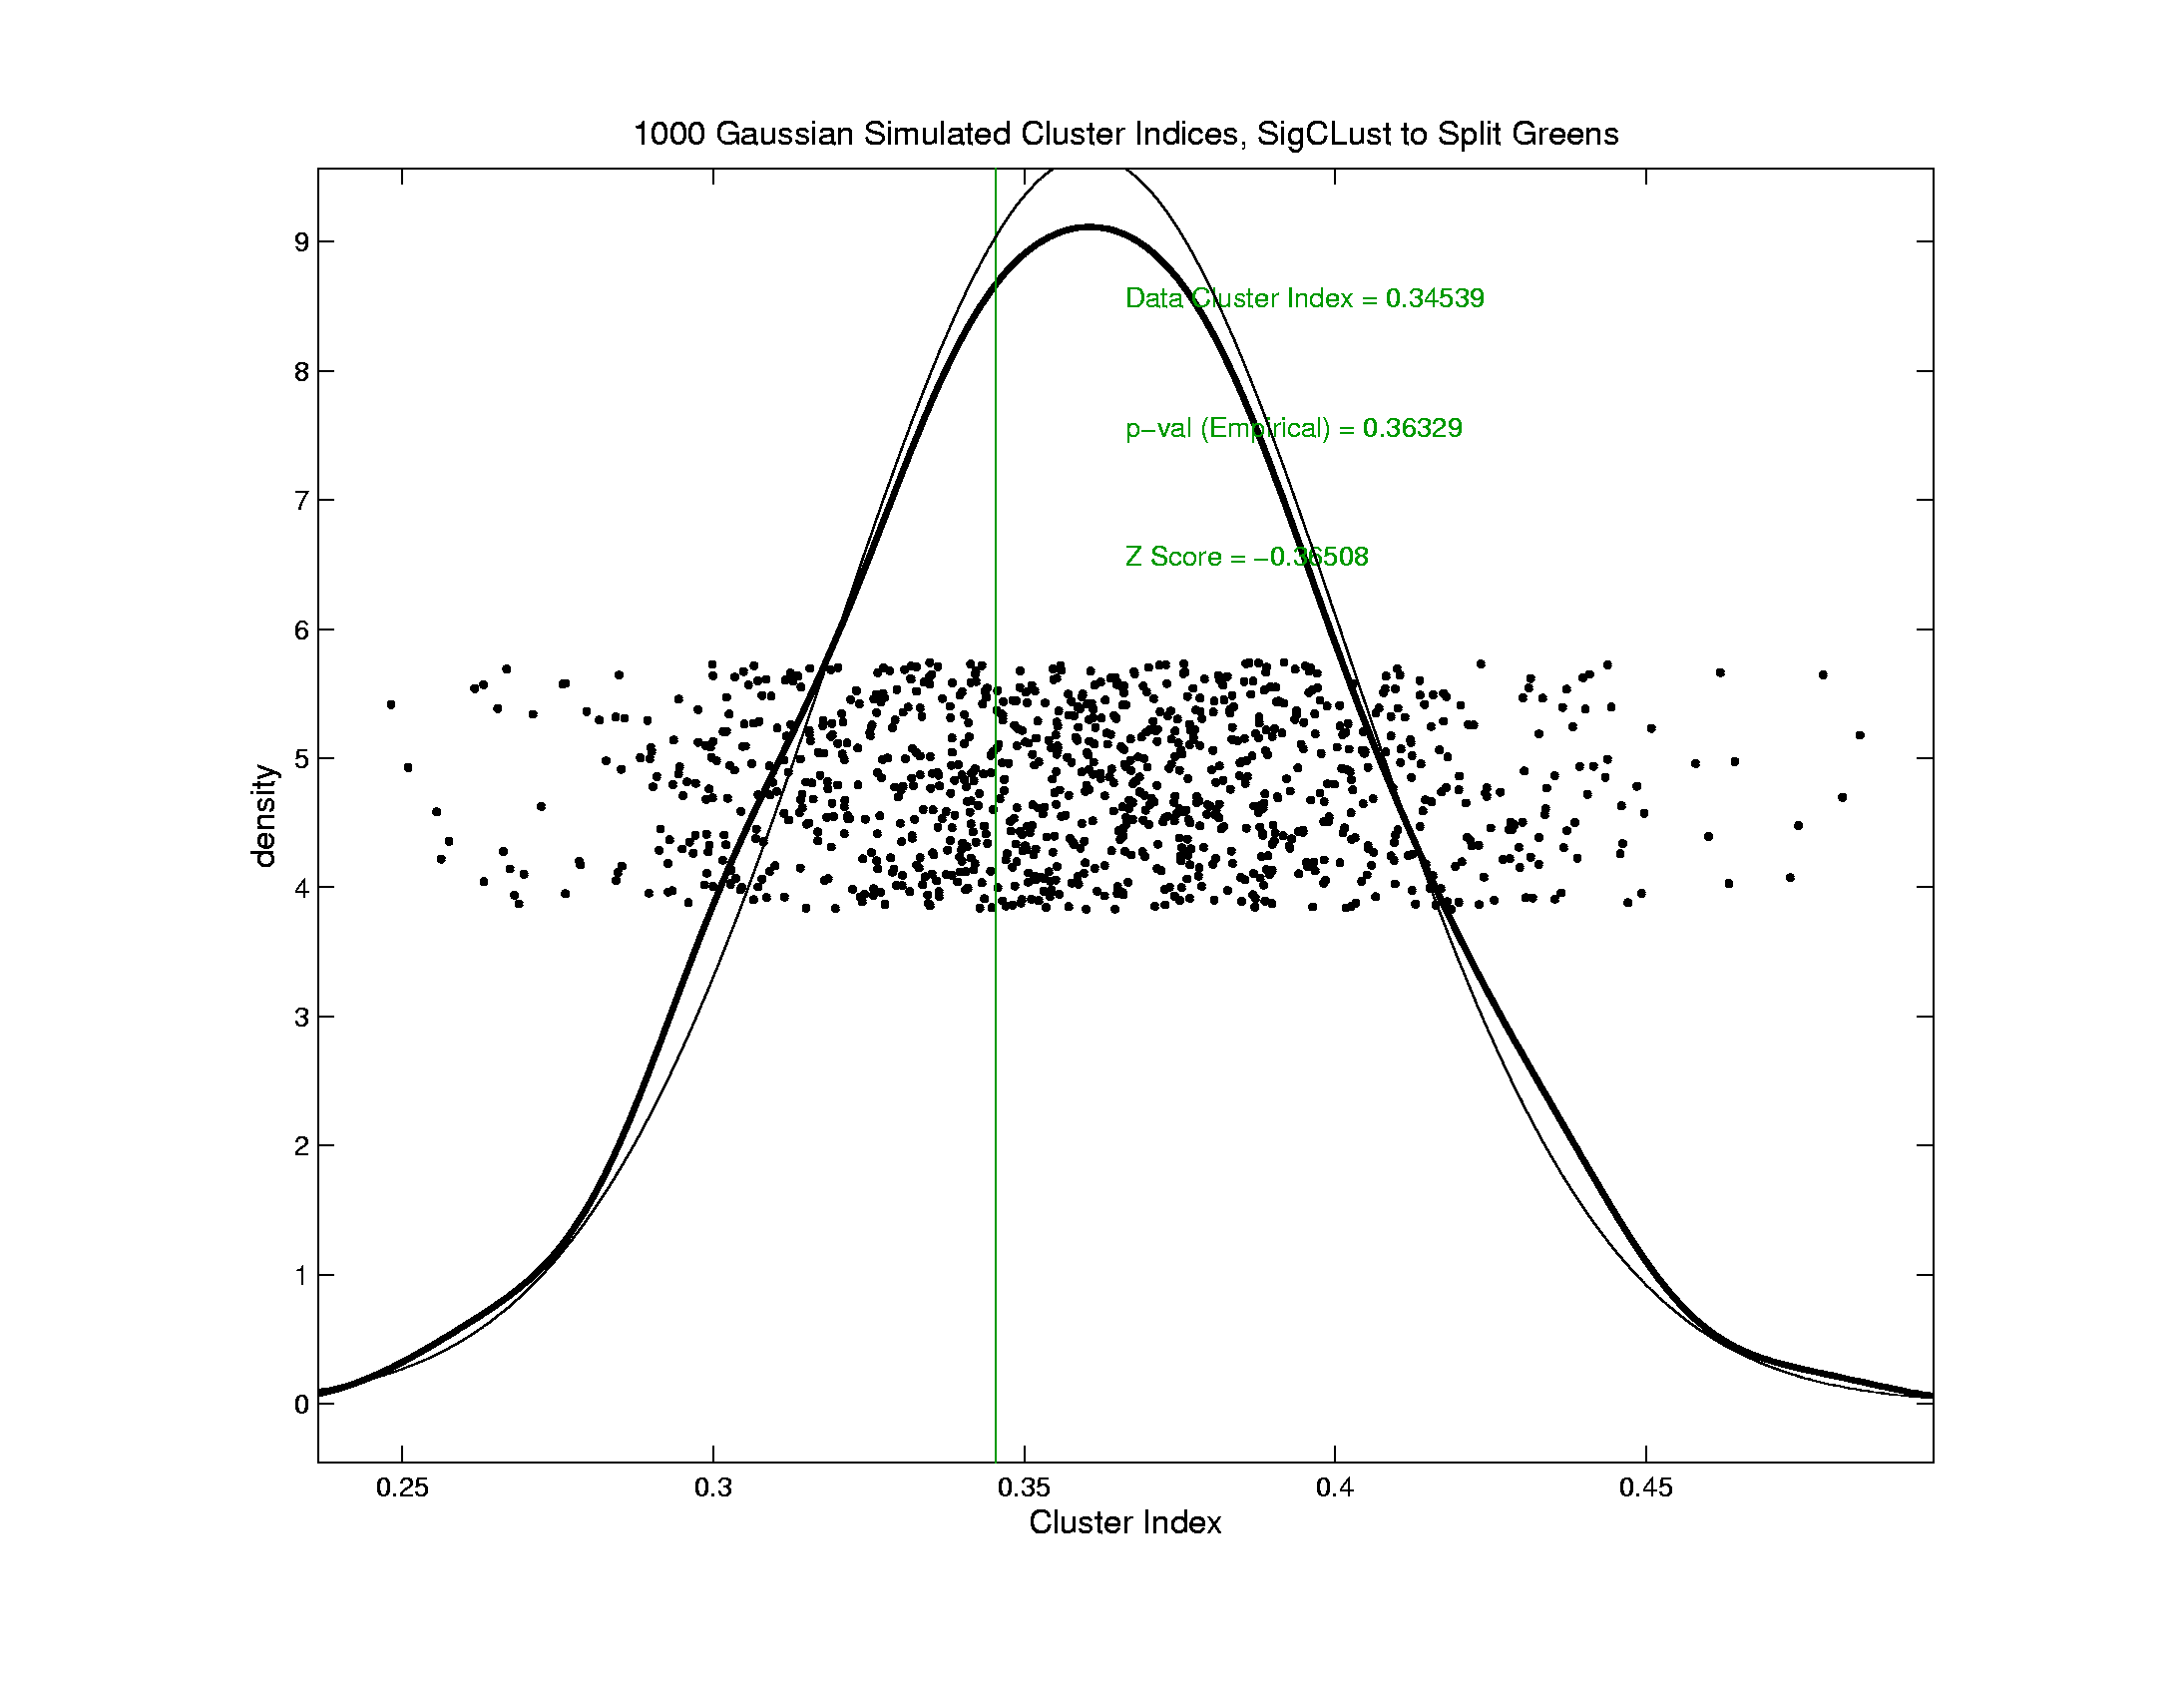 1000 Gaussian Simulated Cluster Indices, SigCLust to Split Greens
9
Data Cluster Index = 0.34539
8
p-val (Empirical) = 0.36329
7
Z Score = -0.36508
6
5
4
3
2
1
0
density
0.25 0.3 0.35 0.4 0.45
Cluster Index